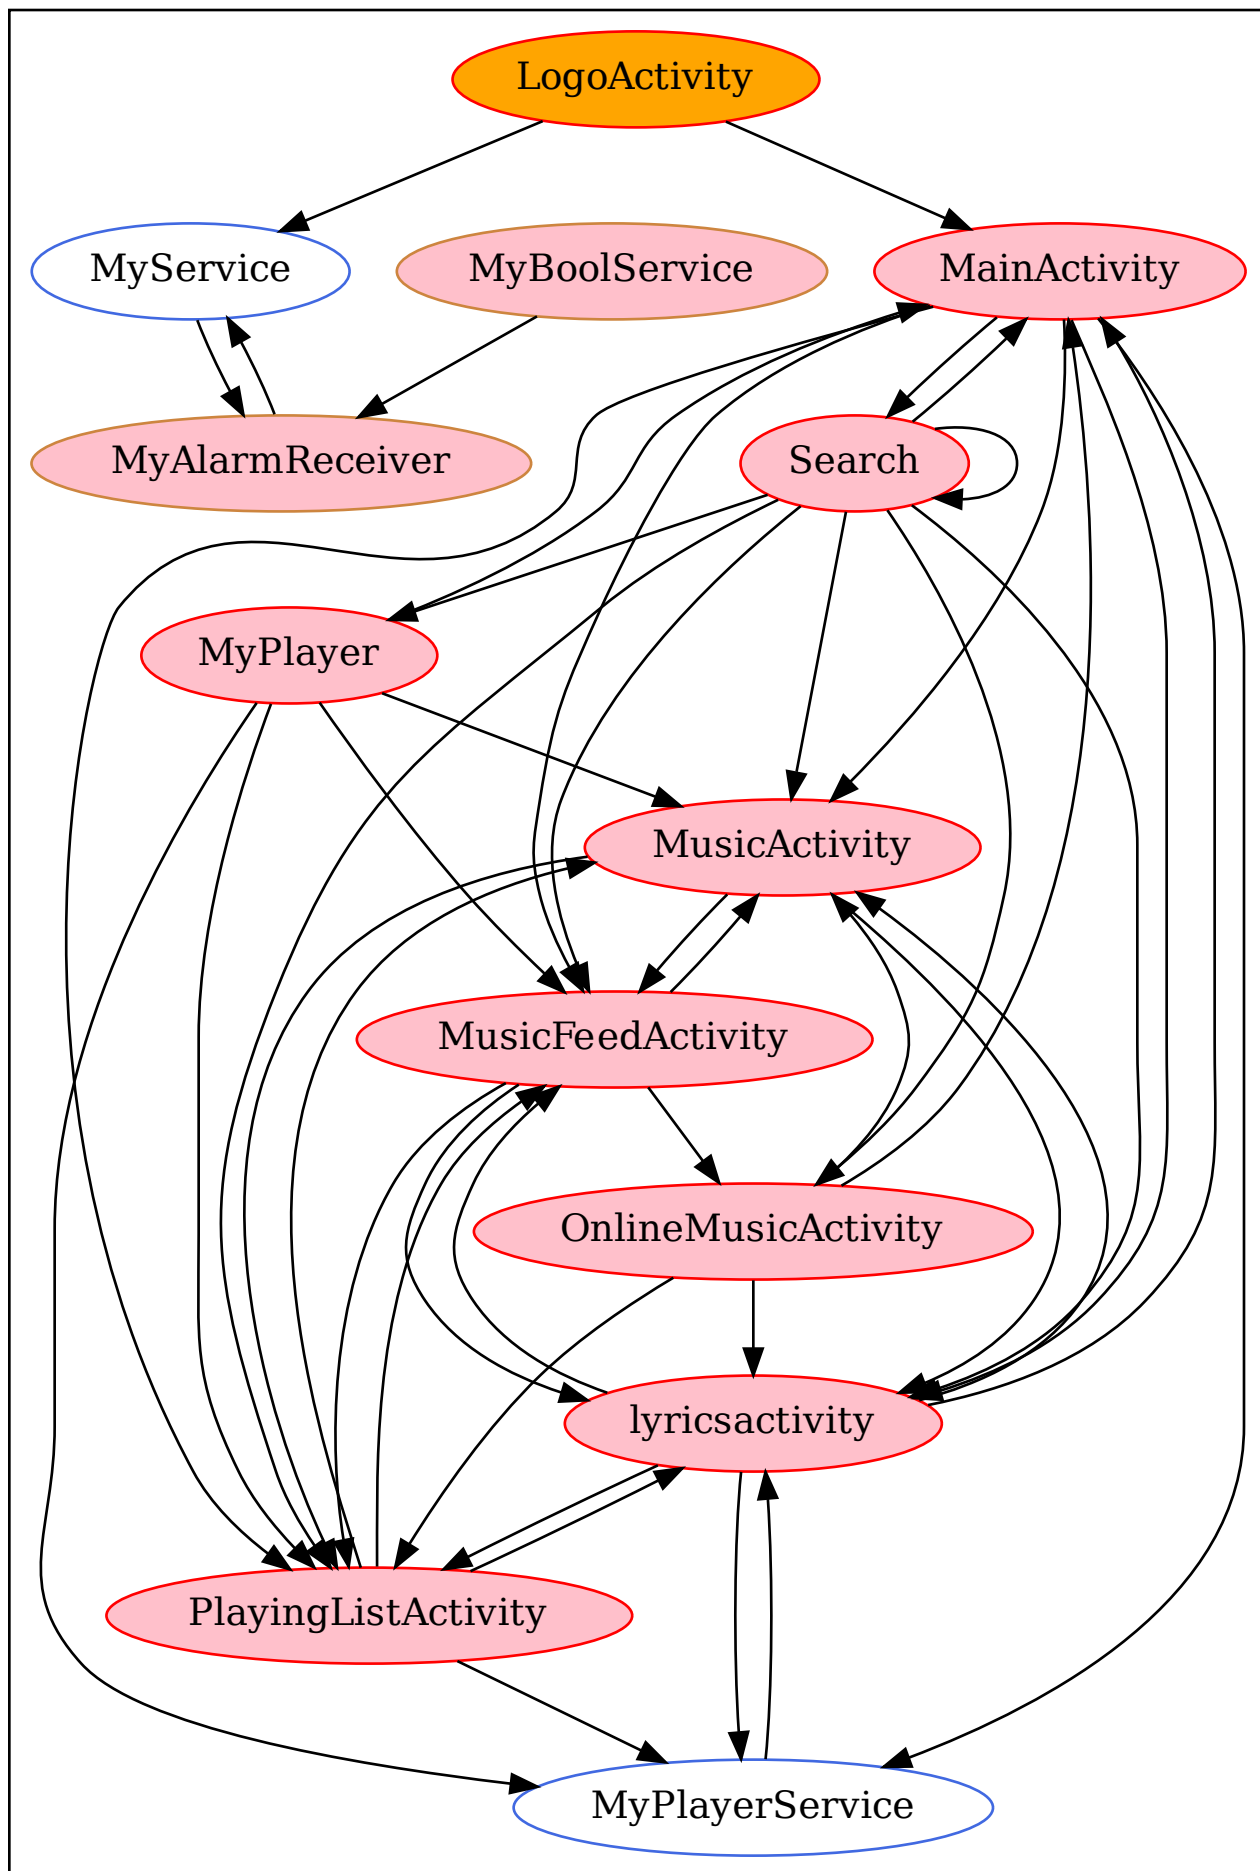 LogoActivity
MyService
MyBoolService
MainActivity
MyAlarmReceiver
Search
MyPlayer
MusicActivity
MusicFeedActivity
OnlineMusicActivity
lyricsactivity
PlayingListActivity
MyPlayerService